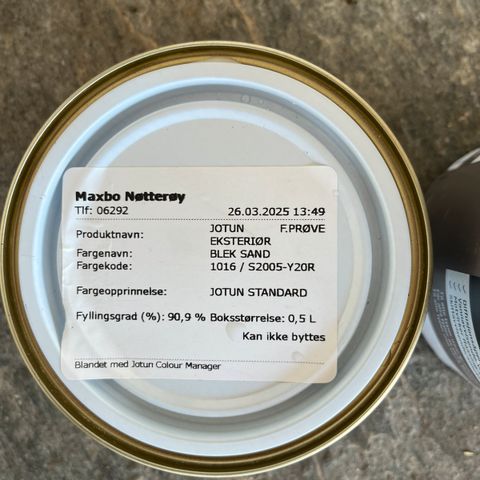 Maxbo Nøtterøy
Tlf: 06292 26.03.2025 13:49
Produktnavn: JOTUN F.PRØVE
EKSTERIØR
Fargenavn: BLEK SAND
Fargekode: 1016 / S2005-Y20R
Fargeopprinnelse: JOTUN STANDARD
Fyllingsgrad (%): 90,9 % Boksstørrelse: 0,5 L
Kan ikke byttes
Blandet med Jotun Colour Manager